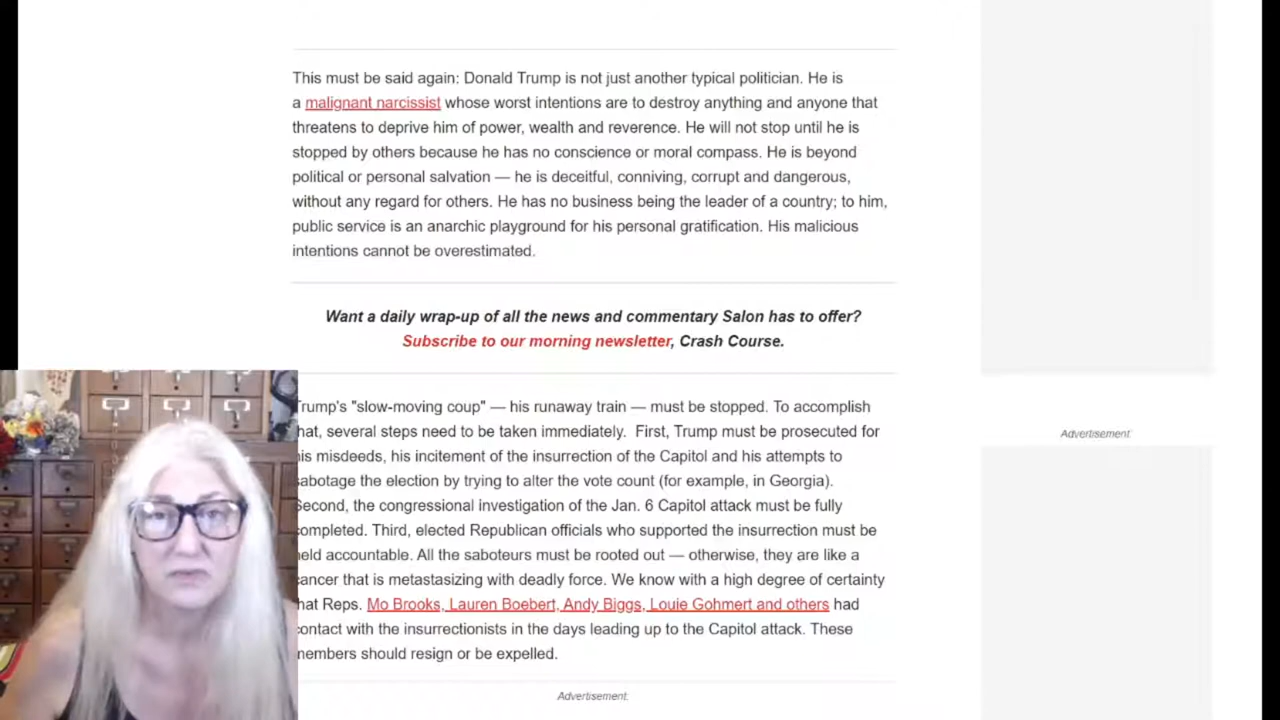 This must be said again: Donald Trump is not just another typical politician. He is
a malignant narcissist whose worst intentions are to destroy anything and anyone that
threatens to deprive him of power, wealth and reverence. He will not stop until he is
stopped by others because he has no conscience or moral compass. He is beyond
political or personal salvation — he is deceitful, conniving, corrupt and dangerous,
without any regard for others. He has no business being the leader of a country; to him,
public service is an anarchic playground for his personal gratification. His malicious
intentions cannot be overestimated.
Want a daily wrap-up of all the news and commentary Salon has to offer?
Subscribe to our morning newsletter, Crash Course.
Trump's "slow-moving coup" — his runaway train — must be stopped. To accomplish
hat, several steps need to be taken immediately. First, Trump must be prosecuted for
his misdeeds, his incitement of the insurrection of the Capitol and his attempts to
sabotage the election by trying to alter the vote count (for example, in Georgia).
Second, the congressional investigation of the Jan. 6 Capitol attack must be fully
completed. Third, elected Republican officials who supported the insurrection must be
held accountable. All the saboteurs must be rooted out — otherwise, they are like a
cancer that is metastasizing with deadly force. We know with a high degree of certainty
hat Reps. Mo Brooks, Lauren Boebert, Andy Biggs, Louie Gohmert and others had
contact with the insurrectionists in the days leading up to the Capitol attack. These
members should resign or be expelled.
Advertisement:
Advertisement: